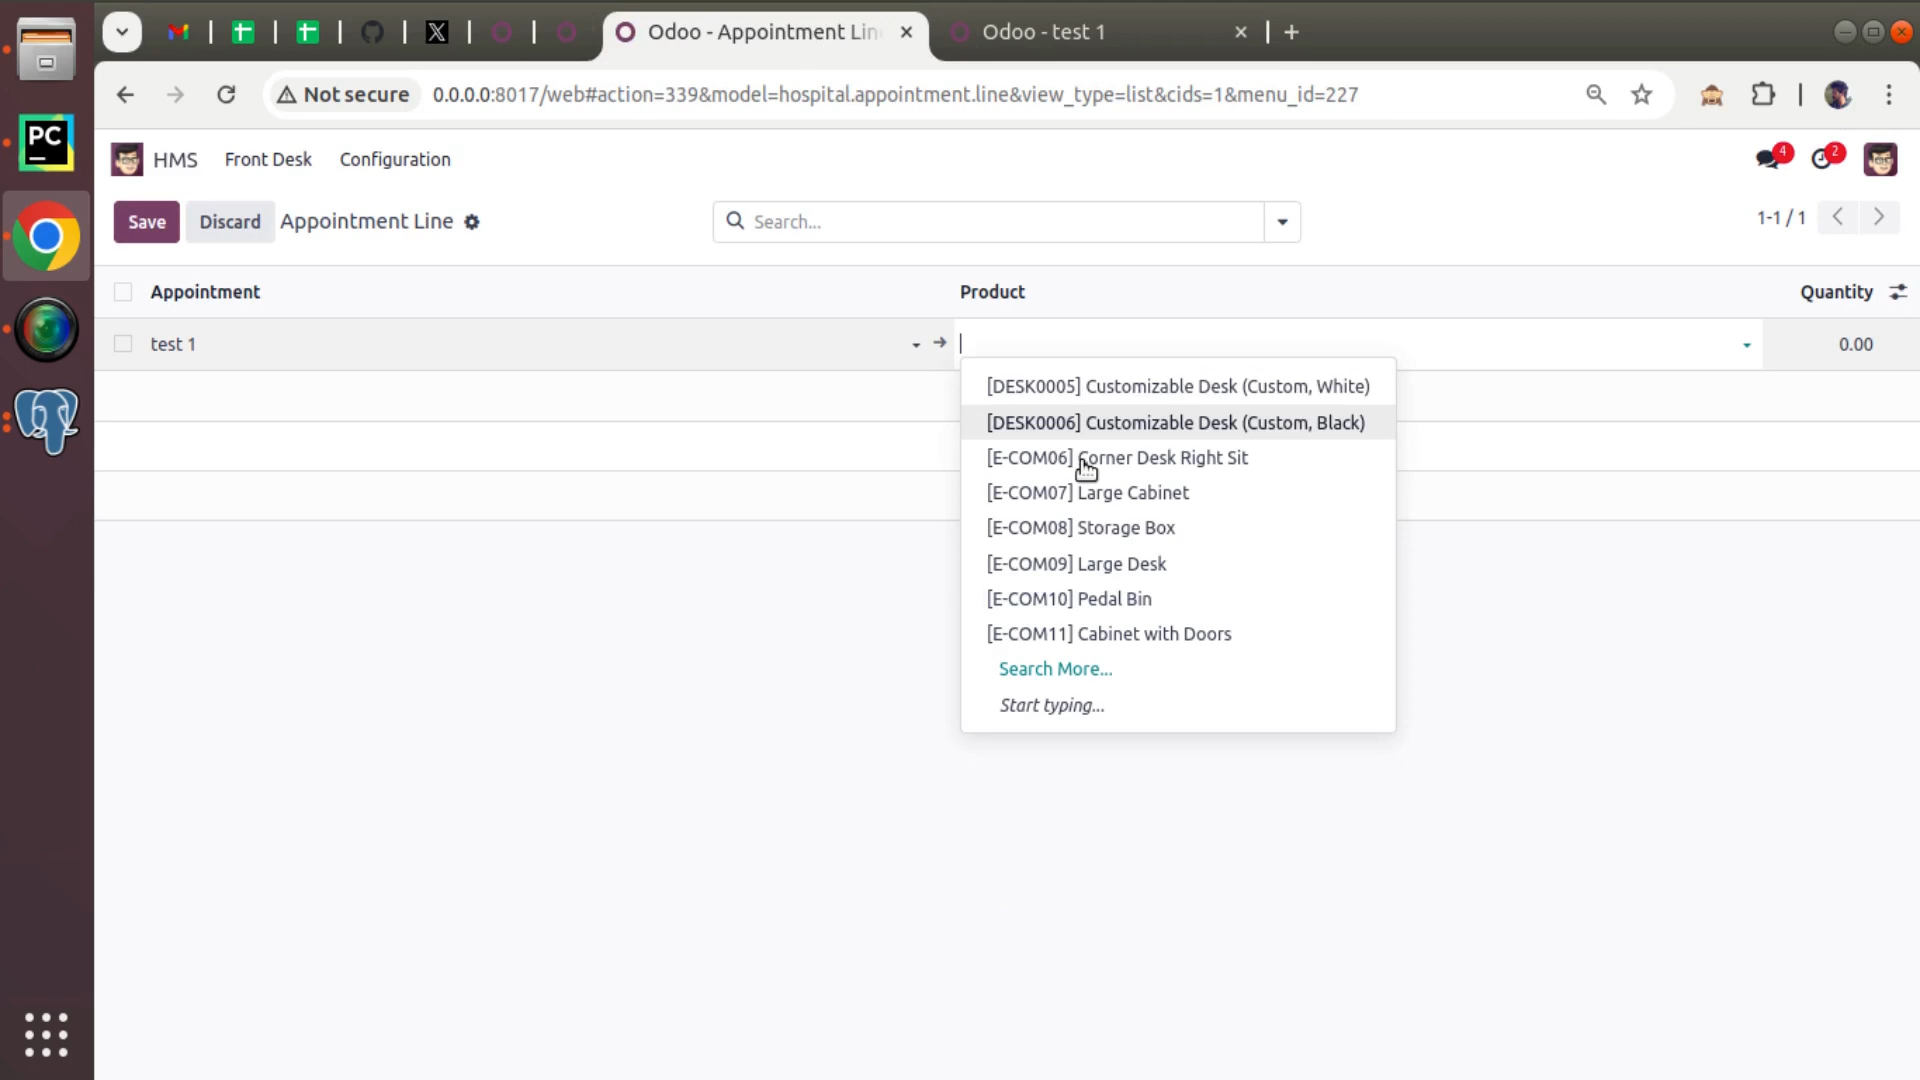 Odoo - Appointment Lin
Odoo - test 1
Not secure
0.0.0.0:8017/web#action=339&model=hospital.appointment.line&view_type=list&cids=1&menu_id=227
PC
HMS
Front Desk
Configuration
4
2
Save
Discard
Appointment Line
Search...
1-1 / 1
Appointment
Product
Quantity
test 1
0.00
[DESK0005] Customizable Desk (Custom, White)
[DESK0006] Customizable Desk (Custom, Black)
[E-COM06] Corner Desk Right Sit
[E-COM07] Large Cabinet
[E-COM08] Storage Box
[E-COM09] Large Desk
[E-COM10] Pedal Bin
[E-COM11] Cabinet with Doors
Search More...
Start typing...